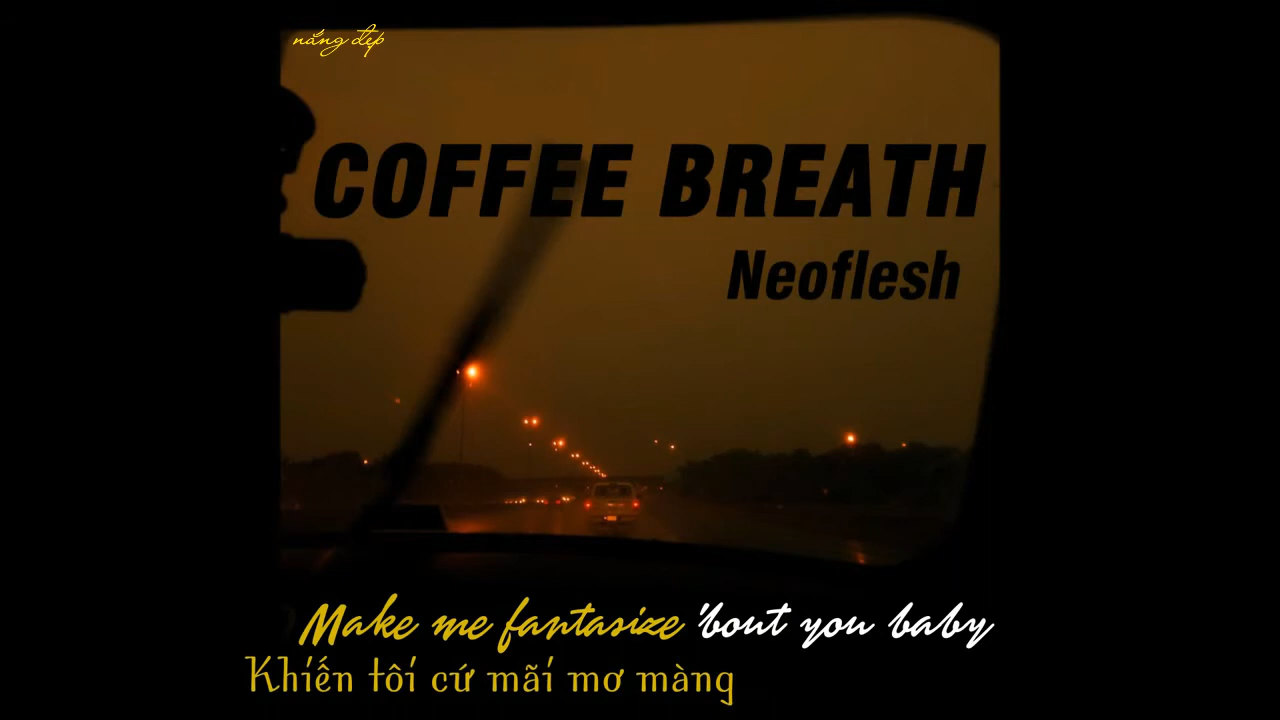 nắng đẹp
COFFEE BREATH
Neoflesh
Make me fantasize 'bout you baby
Khiến tôi cứ mãi mơ màng